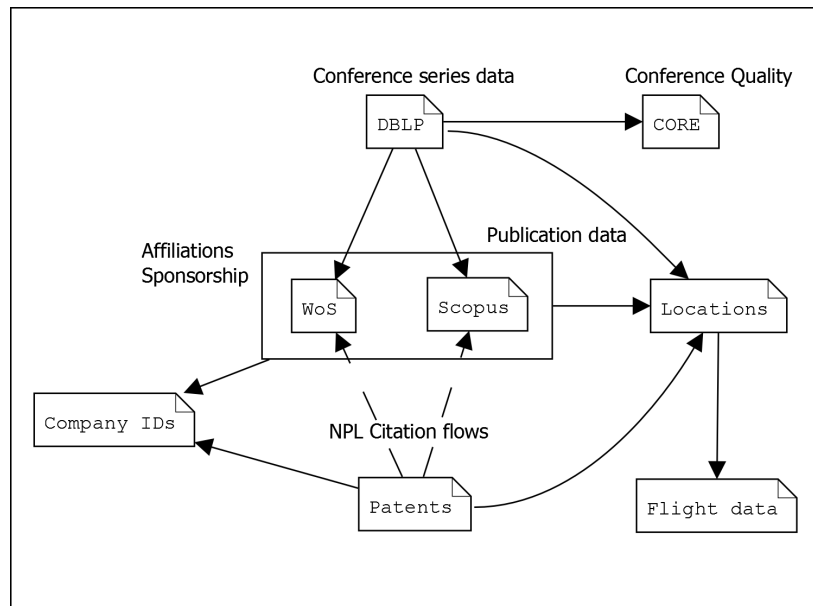 Conference series data
Conference Quality
DBLP
CORE
Affiliations
Sponsorship
Publication data
WoS
Scopus
Locations
Company IDs
NPL Citation flows
Patents
Flight data